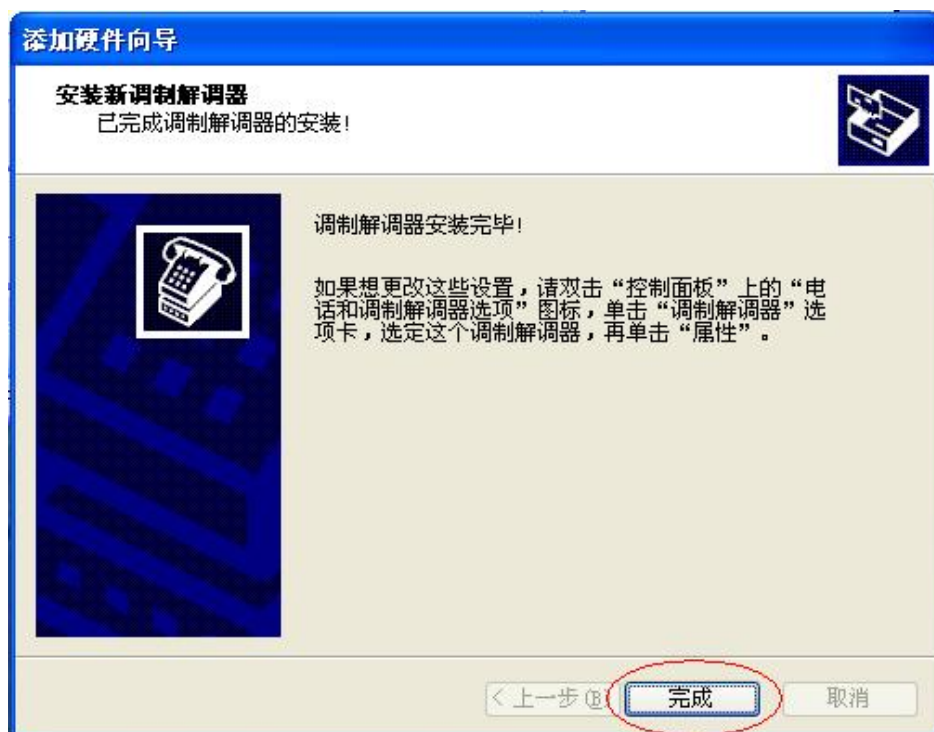 添加硬件向导
安装新调制解调器
已完成调制解调器的安装!
调制解调器安装完毕!
如果想更改这些设置，请双击“控制面板”上的“电
话和调制解调器选项”图标，单击“调制解调器”选
项卡，选定这个调制解调器，再单击“属性”。
< 上一步(B)
完成
取消